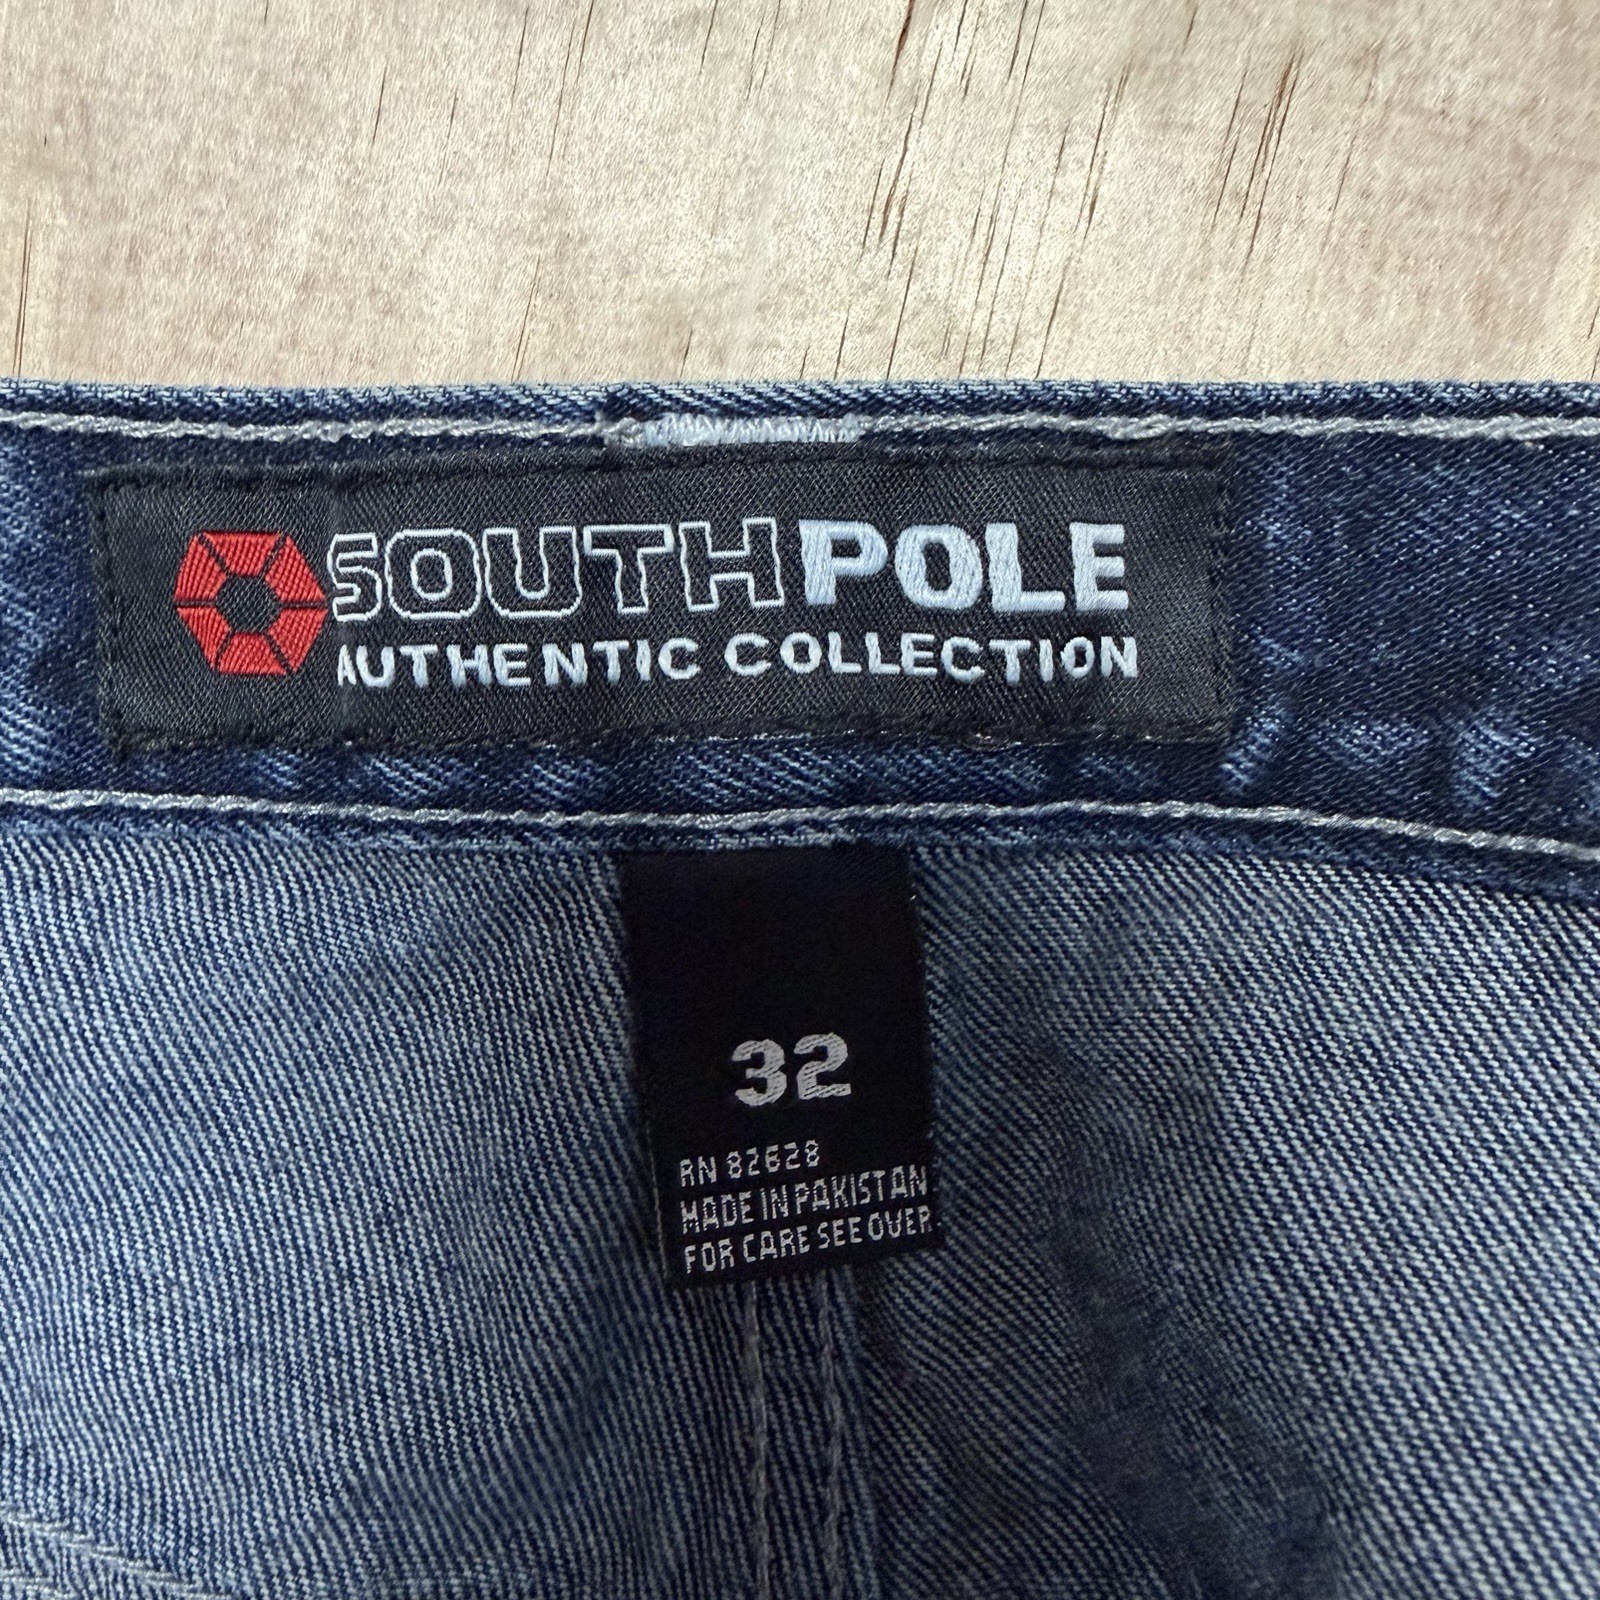 SOUTHPOLE
AUTHENTIC COLLECTION
32
RN 82628
MADE IN PAKISTAN
FOR CARE SEE OVER.